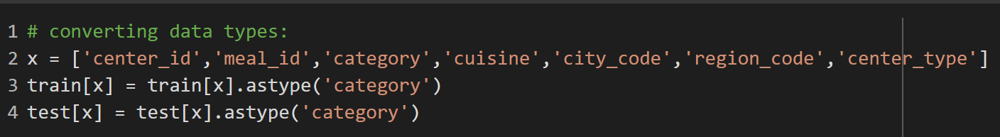 1 # converting data types:
2 x = ['center_id','meal_id','category','cuisine','city_code','region_code','center_type']
3 train[x] = train[x].astype('category')
4 test[x] = test[x].astype('category')